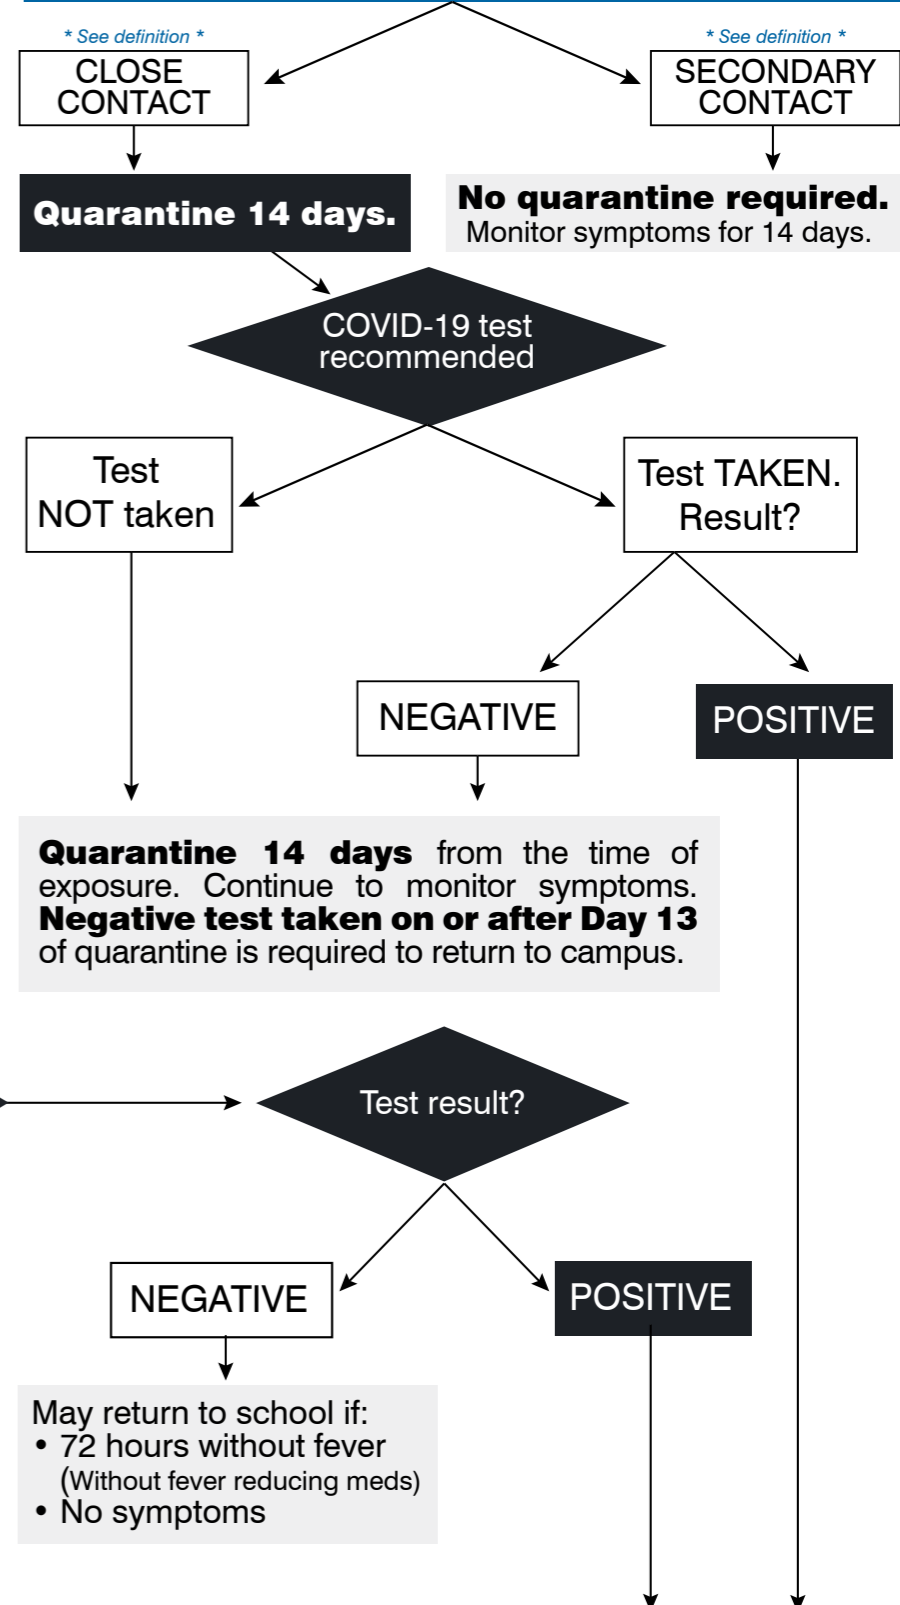 * See definition *
* See definition *
CLOSE
CONTACT
SECONDARY
CONTACT
Quarantine 14 days.
No quarantine required.
Monitor symptoms for 14 days.
COVID-19 test
recommended
Test
NOT taken
Test TAKEN.
Result?
NEGATIVE
POSITIVE
Quarantine 14 days from the time of
exposure. Continue to monitor symptoms.
Negative test taken on or after Day 13
of quarantine is required to return to campus.
Test result?
NEGATIVE
POSITIVE
May return to school if:
• 72 hours without fever
(Without fever reducing meds)
• No symptoms